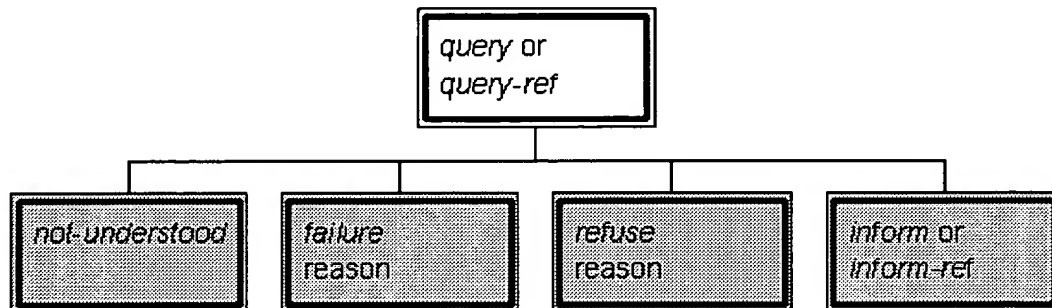 query or
query-ref
not-understood
failure
reason
refuse
reason
inform or
inform-ref